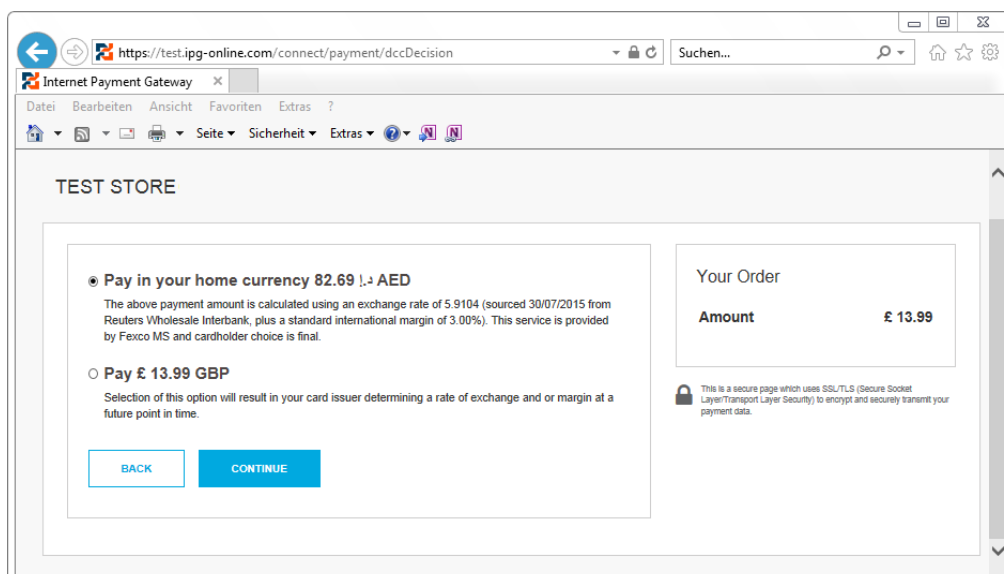 https://test.ipg-online.com/connect/payment/dccDecision
Suchen...
Internet Payment Gateway
Datei Bearbeiten Ansicht Favoriten Extras ?
Seite Sicherheit Extras
TEST STORE
Pay in your home currency 82.69 د.إ AED
The above payment amount is calculated using an exchange rate of 5.9104 (sourced 30/07/2015 from
Reuters Wholesale Interbank, plus a standard international margin of 3.00%). This service is provided
by Fexco MS and cardholder choice is final.
Pay £ 13.99 GBP
Selection of this option will result in your card issuer determining a rate of exchange and or margin at a
future point in time.
BACK CONTINUE
Your Order
Amount £ 13.99
This is a secure page which uses SSL/TLS (Secure Socket
Layer/Transport Layer Security) to encrypt and securely transmit your
payment data.